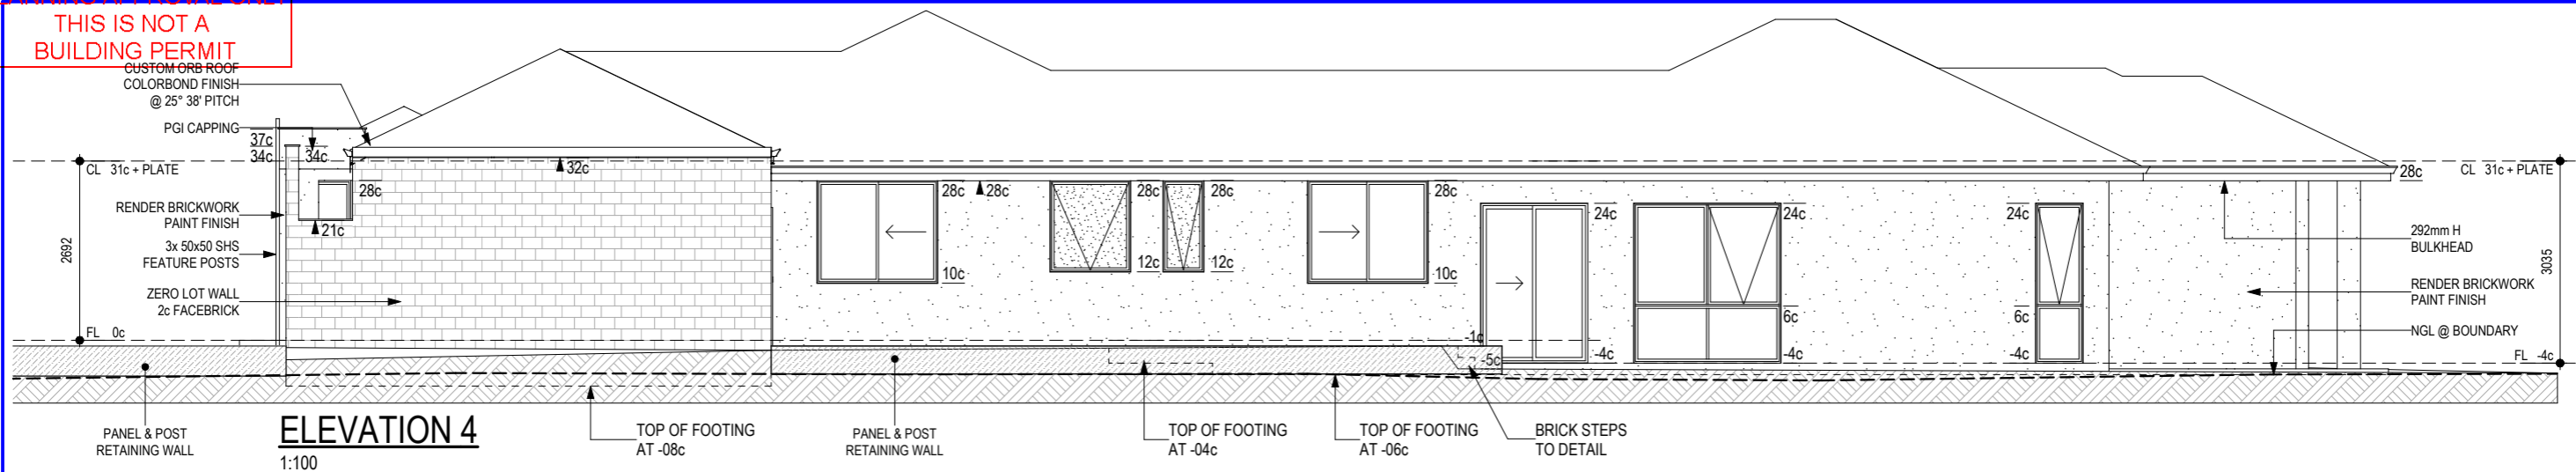 PLANNING APPROVAL ONLY
THIS IS NOT A
BUILDING PERMIT
CUSTOM ORB ROOF
COLORBOND FINISH
@ 25° 38' PITCH
PGI CAPPING
37c
34c
34c
32c
CL 31c + PLATE
28c
21c
RENDER BRICKWORK
PAINT FINISH
3x 50x50 SHS
FEATURE POSTS
2692
ZERO LOT WALL
2c FACEBRICK
FL 0c
28c
28c
28c
28c
28c
10c
12c
12c
10c
24c
24c
24c
-1c
-5c
-4c
6c
-4c
6c
-4c
28c
CL 31c + PLATE
292mm H
BULKHEAD
3035
RENDER BRICKWORK
PAINT FINISH
NGL @ BOUNDARY
FL -4c
PANEL & POST
RETAINING WALL
ELEVATION 4
1:100
TOP OF FOOTING
AT -08c
PANEL & POST
RETAINING WALL
TOP OF FOOTING
AT -04c
TOP OF FOOTING
AT -06c
BRICK STEPS
TO DETAIL